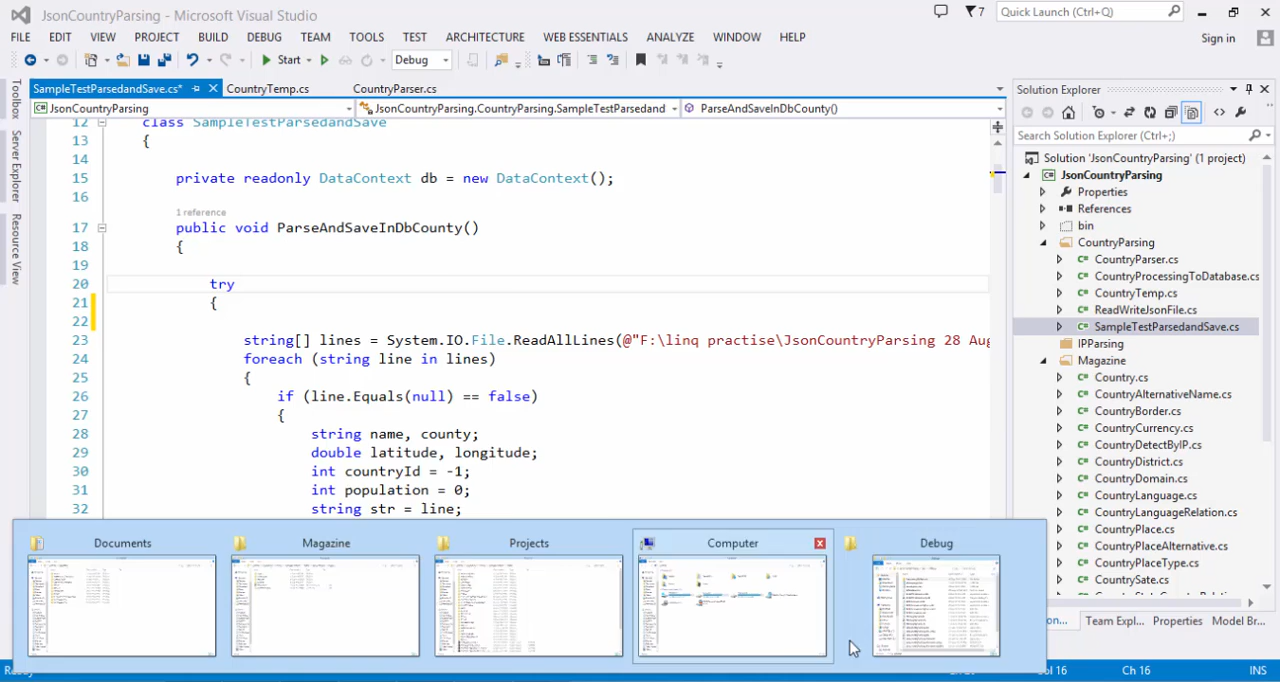 JsonCountryParsing - Microsoft Visual Studio
7
Quick Launch (Ctrl+Q)
FILE EDIT VIEW PROJECT BUILD DEBUG TEAM TOOLS TEST ARCHITECTURE WEB ESSENTIALS ANALYZE WINDOW HELP
Sign in
Start Debug
Toolbox
Server Explorer
Resource View
SampleTestParsedandSave.cs* CountryTemp.cs CountryParser.cs
JsonCountryParsing JsonCountryParsing.CountryParsing.SampleTestParsedand ParseAndSaveInDbCounty()
12 class SampleTestParsedandSave
13 {
14
15 private readonly DataContext db = new DataContext();
16
1 reference
17 public void ParseAndSaveInDbCounty()
18 {
19
20 try
21 {
22
23 string[] lines = System.IO.File.ReadAllLines(@"F:\linq practise\JsonCountryParsing 28 Aug
24 foreach (string line in lines)
25 {
26 if (line.Equals(null) == false)
27 {
28 string name, county;
29 double latitude, longitude;
30 int countryId = -1;
31 int population = 0;
32 string str = line;
Solution Explorer
Search Solution Explorer (Ctrl+;)
Solution 'JsonCountryParsing' (1 project)
JsonCountryParsing
Properties
References
bin
CountryParsing
CountryParser.cs
CountryProcessingToDatabase.cs
CountryTemp.cs
ReadWriteJsonFile.cs
SampleTestParsedandSave.cs
IPParsing
Magazine
Country.cs
CountryAlternativeName.cs
CountryBorder.cs
CountryCurrency.cs
CountryDetectByIP.cs
CountryDistrict.cs
CountryDomain.cs
CountryLanguage.cs
CountryLanguageRelation.cs
CountryPlace.cs
CountryPlaceAlternative.cs
CountryPlaceType.cs
CountrySate.cs
on... Team Expl... Properties Model Br...
Documents Magazine Projects Computer Debug
Col 16 Ch 16 INS